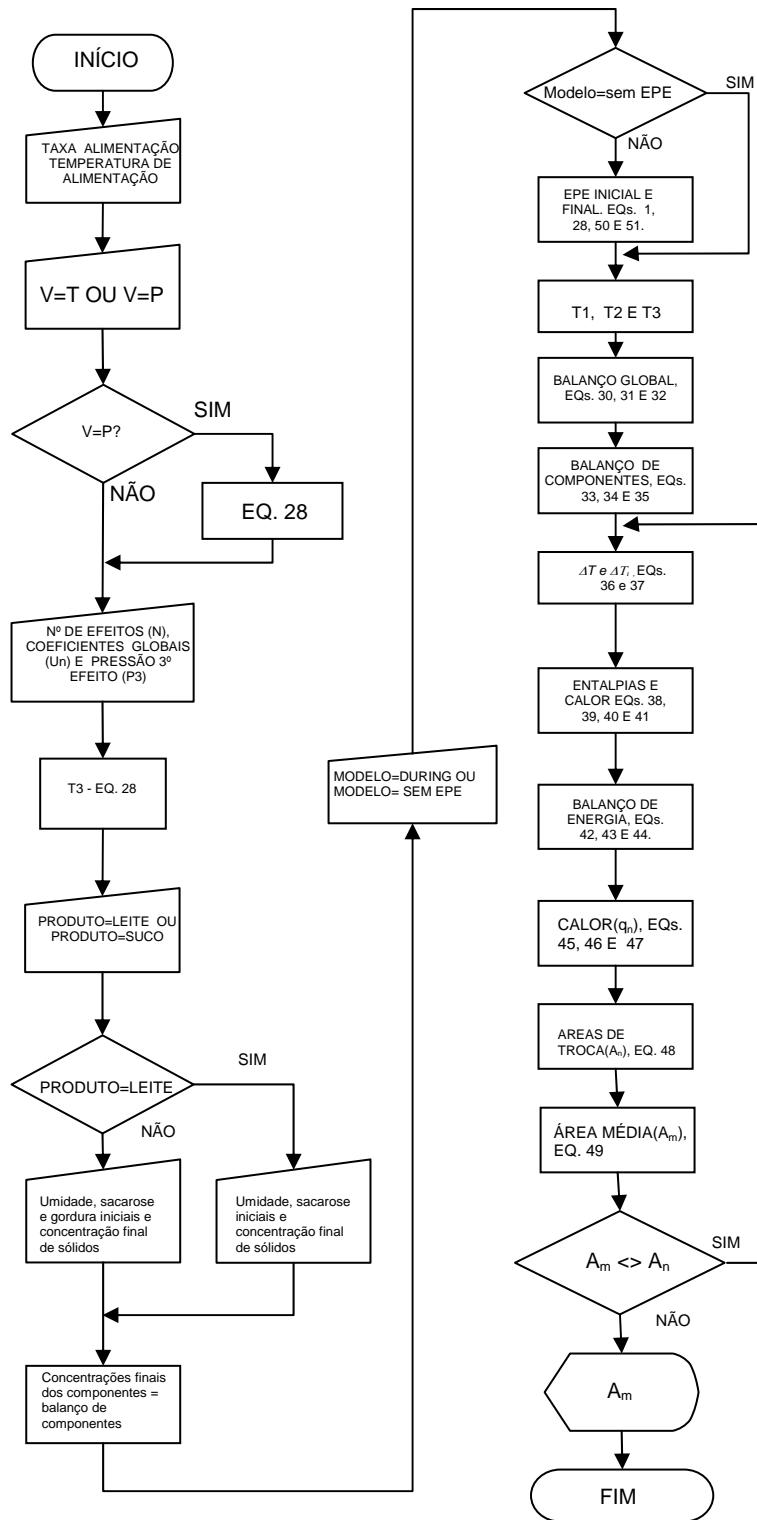 INÍCIO
TAXA ALIMENTAÇÃO
TEMPERATURA DE
ALIMENTAÇÃO
V=T OU V=P
V=P?
SIM
NÃO
EQ. 28
Nº DE EFEITOS (N),
COEFICIENTES GLOBAIS
(Un) E PRESSÃO 3º
EFEITO (P3)
T3 - EQ. 28
PRODUTO=LEITE OU
PRODUTO=SUCO
PRODUTO=LEITE
SIM
NÃO
Umidade, sacarose
e gordura iniciais e
concentração final
de sólidos
Umidade, sacarose
iniciais e
concentração final
de sólidos
Concentrações finais
dos componentes =
balanço de
componentes
MODELO=DURING OU
MODELO= SEM EPE
Modelo=sem EPE
SIM
NÃO
EPE INICIAL E
FINAL. EQs. 1,
28, 50 E 51.
T1, T2 E T3
BALANÇO GLOBAL,
EQs. 30, 31 E 32
BALANÇO DE
COMPONENTES, EQs.
33, 34 E 35
ΔT e ΔTᵢ, EQs.
36 e 37
ENTALPIAS E
CALOR EQs. 38,
39, 40 E 41
BALANÇO DE
ENERGIA, EQs.
42, 43 E 44.
CALOR(qₙ), EQs.
45, 46 E 47
AREAS DE
TROCA(Aₙ), EQ. 48
ÁREA MÉDIA(Aₘ),
EQ. 49
Aₘ <> Aₙ
SIM
NÃO
Aₘ
FIM